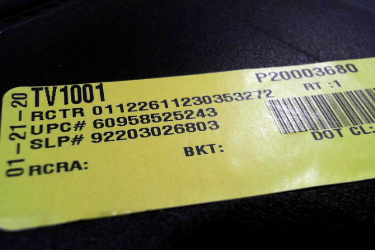 01-21-20
TV1001
P20003680
RCTR 01122611230353272
RT :1
UPC# 60958525243
SLP# 92203026803
DOT CL:
BKT:
RCRA: